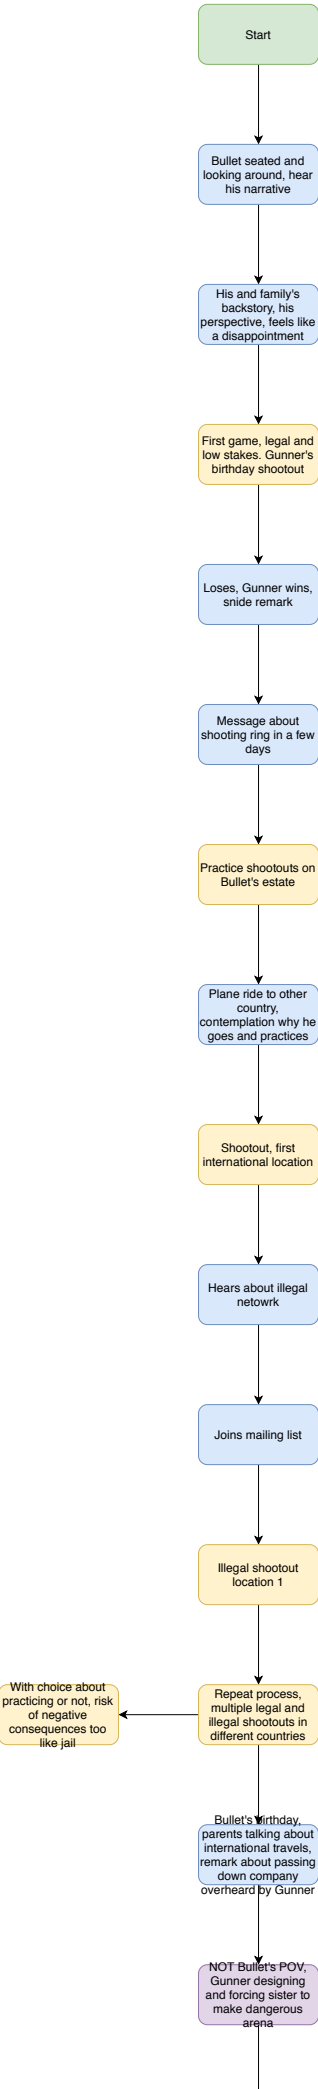 Start
Bullet seated and
looking around, hear
his narrative
His and family's
backstory, his
perspective, feels like
a disappointment
First game, legal and
low stakes. Gunner's
birthday shootout
Loses, Gunner wins,
snide remark
Message about
shooting ring in a few
days
Practice shootouts on
Bullet's estate
Plane ride to other
country,
contemplation why he
goes and practices
Shootout, first
international location
Hears about illegal
netowrk
Joins mailing list
Illegal shootout
location 1
With choice about
practicing or not, risk
of negative
consequences too
like jail
Repeat process,
multiple legal and
illegal shootouts in
different countries
Bullet's birthday,
parents talking about
international travels,
remark about passing
down company
overheard by Gunner
NOT Bullet's POV,
Gunner designing
and forcing sister to
make dangerous
arena